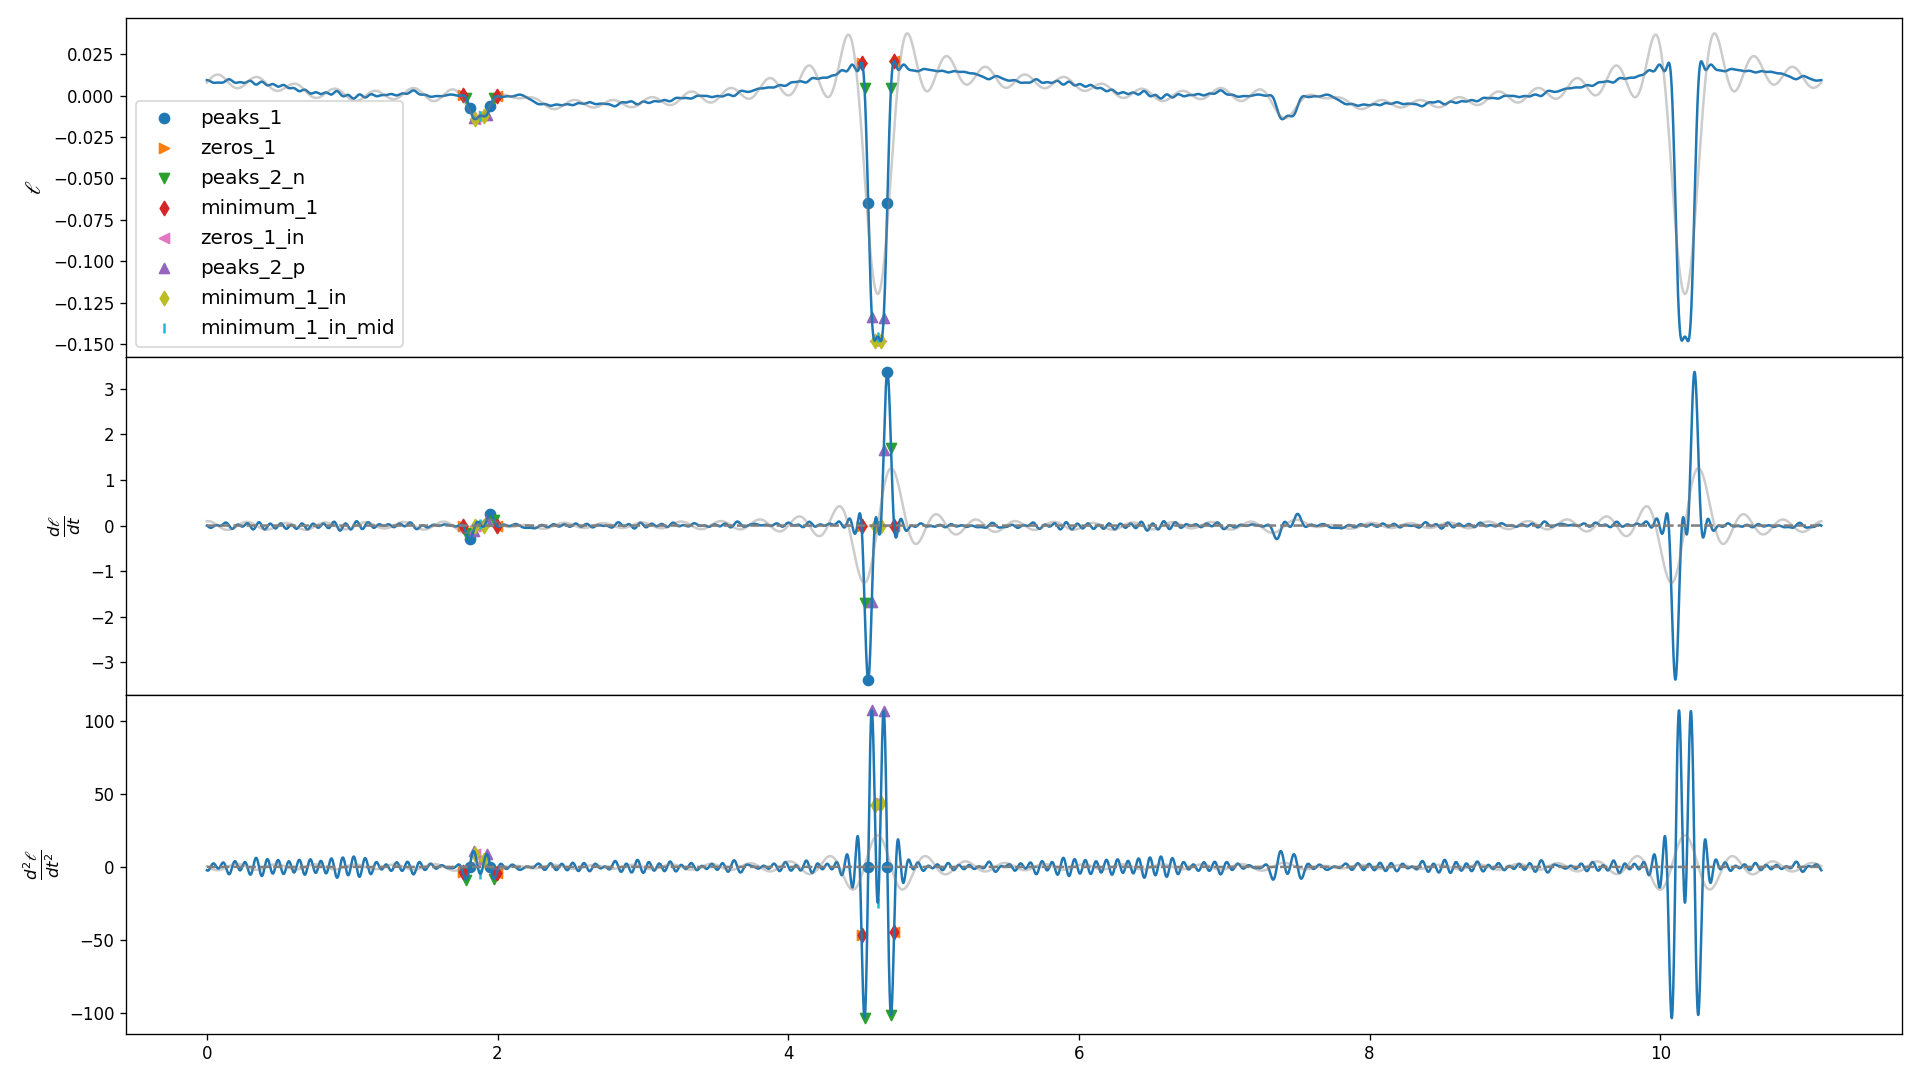 0.025
0.000
−0.025
−0.050
−0.075
−0.100
−0.125
−0.150
ℓ
peaks_1
zeros_1
peaks_2_n
minimum_1
zeros_1_in
peaks_2_p
minimum_1_in
minimum_1_in_mid
3
2
1
0
−1
−2
−3
dℓ
dt
100
50
0
−50
−100
d²ℓ
dt²
0 2 4 6 8 10